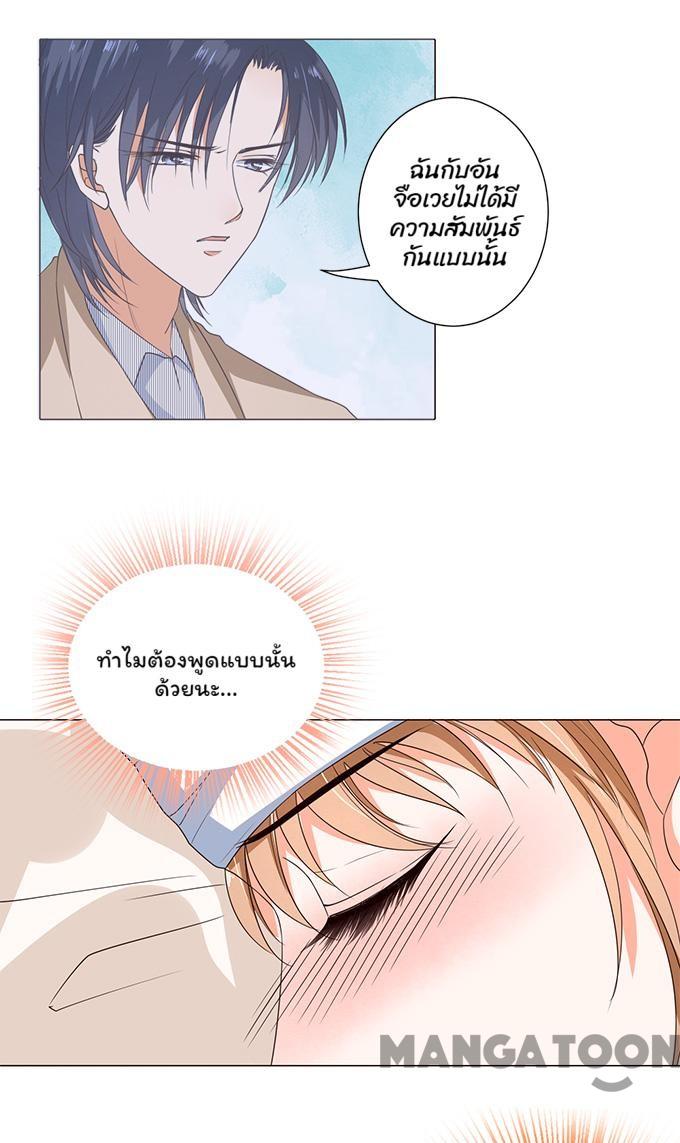 ฉันกับอัน
จือเวยไม่ได้มี
ความสัมพันธ์
กันแบบนั้น
ทำไมต้องพูดแบบนั้น
ด้วยนะ...
MANGATOON